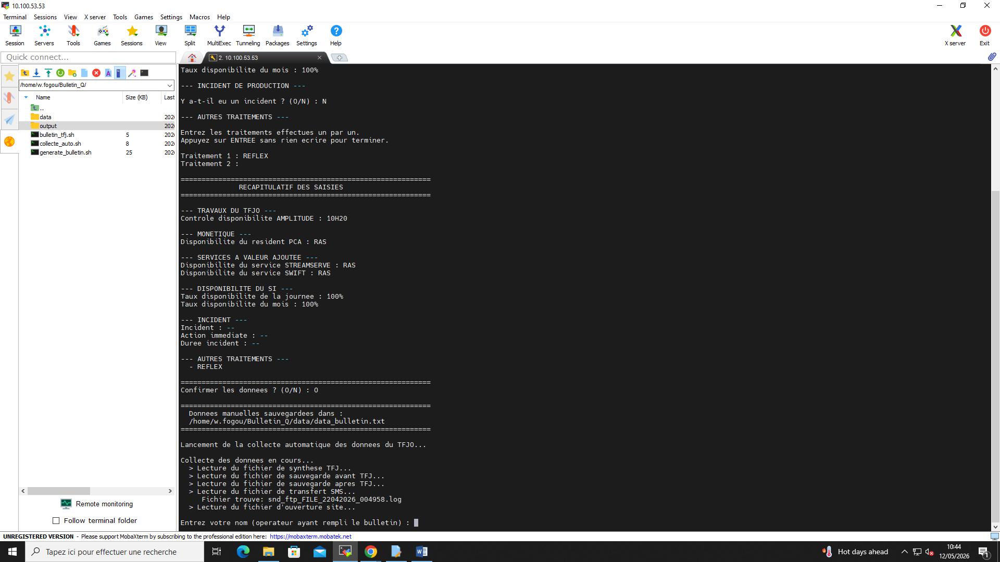 10.100.53.53
Terminal Sessions View X server Tools Games Settings Macros Help
Session Servers Tools Games Sessions View Split MultiExec Tunneling Packages Settings Help X server Exit
Quick connect...
2. 10.100.53.53
/home/w.fogou/Bulletin_Q/
Name Size (KB) Last
..
data 202
output 202
bulletin_tfj.sh 5 202
collecte_auto.sh 8 202
generate_bulletin.sh 25 202
Remote monitoring
Follow terminal folder
Taux disponibilite du mois : 100%
--- INCIDENT DE PRODUCTION ---
Y a-t-il eu un incident ? (O/N) : N
--- AUTRES TRAITEMENTS ---
Entrez les traitements effectues un par un.
Appuyez sur ENTREE sans rien ecrire pour terminer.
Traitement 1 : REFLEX
Traitement 2 :
============================================================
RECAPITULATIF DES SAISIES
============================================================
--- TRAVAUX DU TFJO ---
Controle disponibilite AMPLITUDE : 10H20
--- MONETIQUE ---
Disponibilite du resident PCA : RAS
--- SERVICES A VALEUR AJOUTEE ---
Disponibilite du service STREAMSERVE : RAS
Disponibilite du service SWIFT : RAS
--- DISPONIBILITE DU SI ---
Taux disponibilite de la journee : 100%
Taux disponibilite du mois : 100%
--- INCIDENT ---
Incident : --
Action immediate : --
Duree incident : --
--- AUTRES TRAITEMENTS ---
- REFLEX
============================================================
Confirmer les donnees ? (O/N) : O
============================================================
Donnees manuelles sauvegardees dans :
/home/w.fogou/Bulletin_Q/data/data_bulletin.txt
============================================================
Lancement de la collecte automatique des donnees du TFJO...
Collecte des donnees en cours...
> Lecture du fichier de synthese TFJ...
> Lecture du fichier de sauvegarde avant TFJ...
> Lecture du fichier de sauvegarde apres TFJ...
> Lecture du fichier de transfert SMS...
Fichier trouve: snd_ftp_FILE_22042026_004958.log
> Lecture du fichier d'ouverture site...
Entrez votre nom (operateur ayant rempli le bulletin) :
UNREGISTERED VERSION - Please support MobaXterm by subscribing to the professional edition here: https://mobaxterm.mobatek.net
Tapez ici pour effectuer une recherche
Hot days ahead
10:44
12/05/2026
1